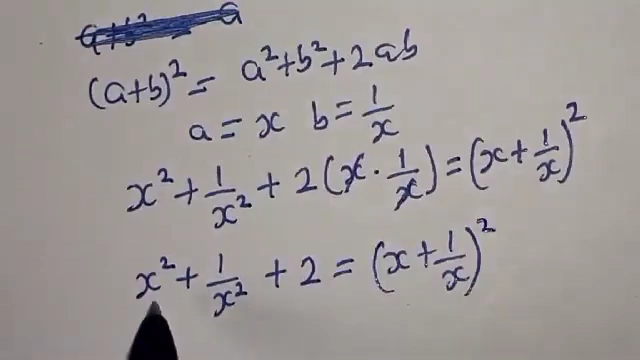 (a+b)² = a²+b²+2ab
a = x b = 1/x
x² + 1/x² + 2(x · 1/x) = (x + 1/x)²
x² + 1/x² + 2 = (x + 1/x)²